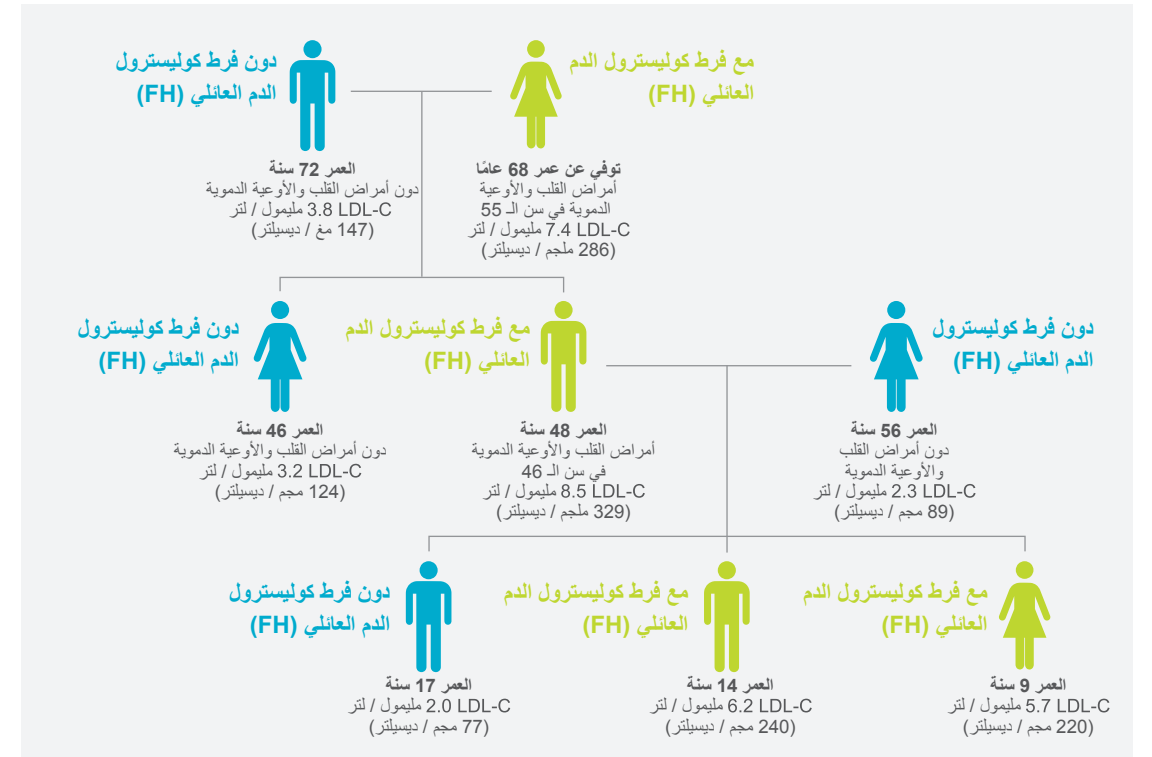 مع فرط كوليسترول الدم
العائلي (FH)
توفي عن عمر 68 عامًا
أمراض القلب والأوعية
الدموية في سن الـ 55
LDL-C ‏7.4 مليمول / لتر
(286 ملجم / ديسيلتر)
دون فرط كوليسترول
الدم العائلي (FH)
العمر 72 سنة
دون أمراض القلب والأوعية الدموية
LDL-C ‏3.8 مليمول / لتر
(147 مغ / ديسيلتر)
دون فرط كوليسترول
الدم العائلي (FH)
العمر 56 سنة
دون أمراض القلب
والأوعية الدموية
LDL-C ‏2.3 مليمول / لتر
(89 مجم / ديسيلتر)
مع فرط كوليسترول الدم
العائلي (FH)
العمر 48 سنة
أمراض القلب والأوعية الدموية
في سن الـ 46
LDL-C ‏8.5 مليمول / لتر
(329 ملجم / ديسيلتر)
دون فرط كوليسترول
الدم العائلي (FH)
العمر 46 سنة
دون أمراض القلب والأوعية الدموية
LDL-C ‏3.2 مليمول / لتر
(124 مجم / ديسيلتر)
مع فرط كوليسترول الدم
العائلي (FH)
العمر 9 سنة
LDL-C ‏5.7 مليمول / لتر
(220 مجم / ديسيلتر)
مع فرط كوليسترول الدم
العائلي (FH)
العمر 14 سنة
LDL-C ‏6.2 مليمول / لتر
(240 مجم / ديسيلتر)
دون فرط كوليسترول
الدم العائلي (FH)
العمر 17 سنة
LDL-C ‏2.0 مليمول / لتر
(77 مجم / ديسيلتر)